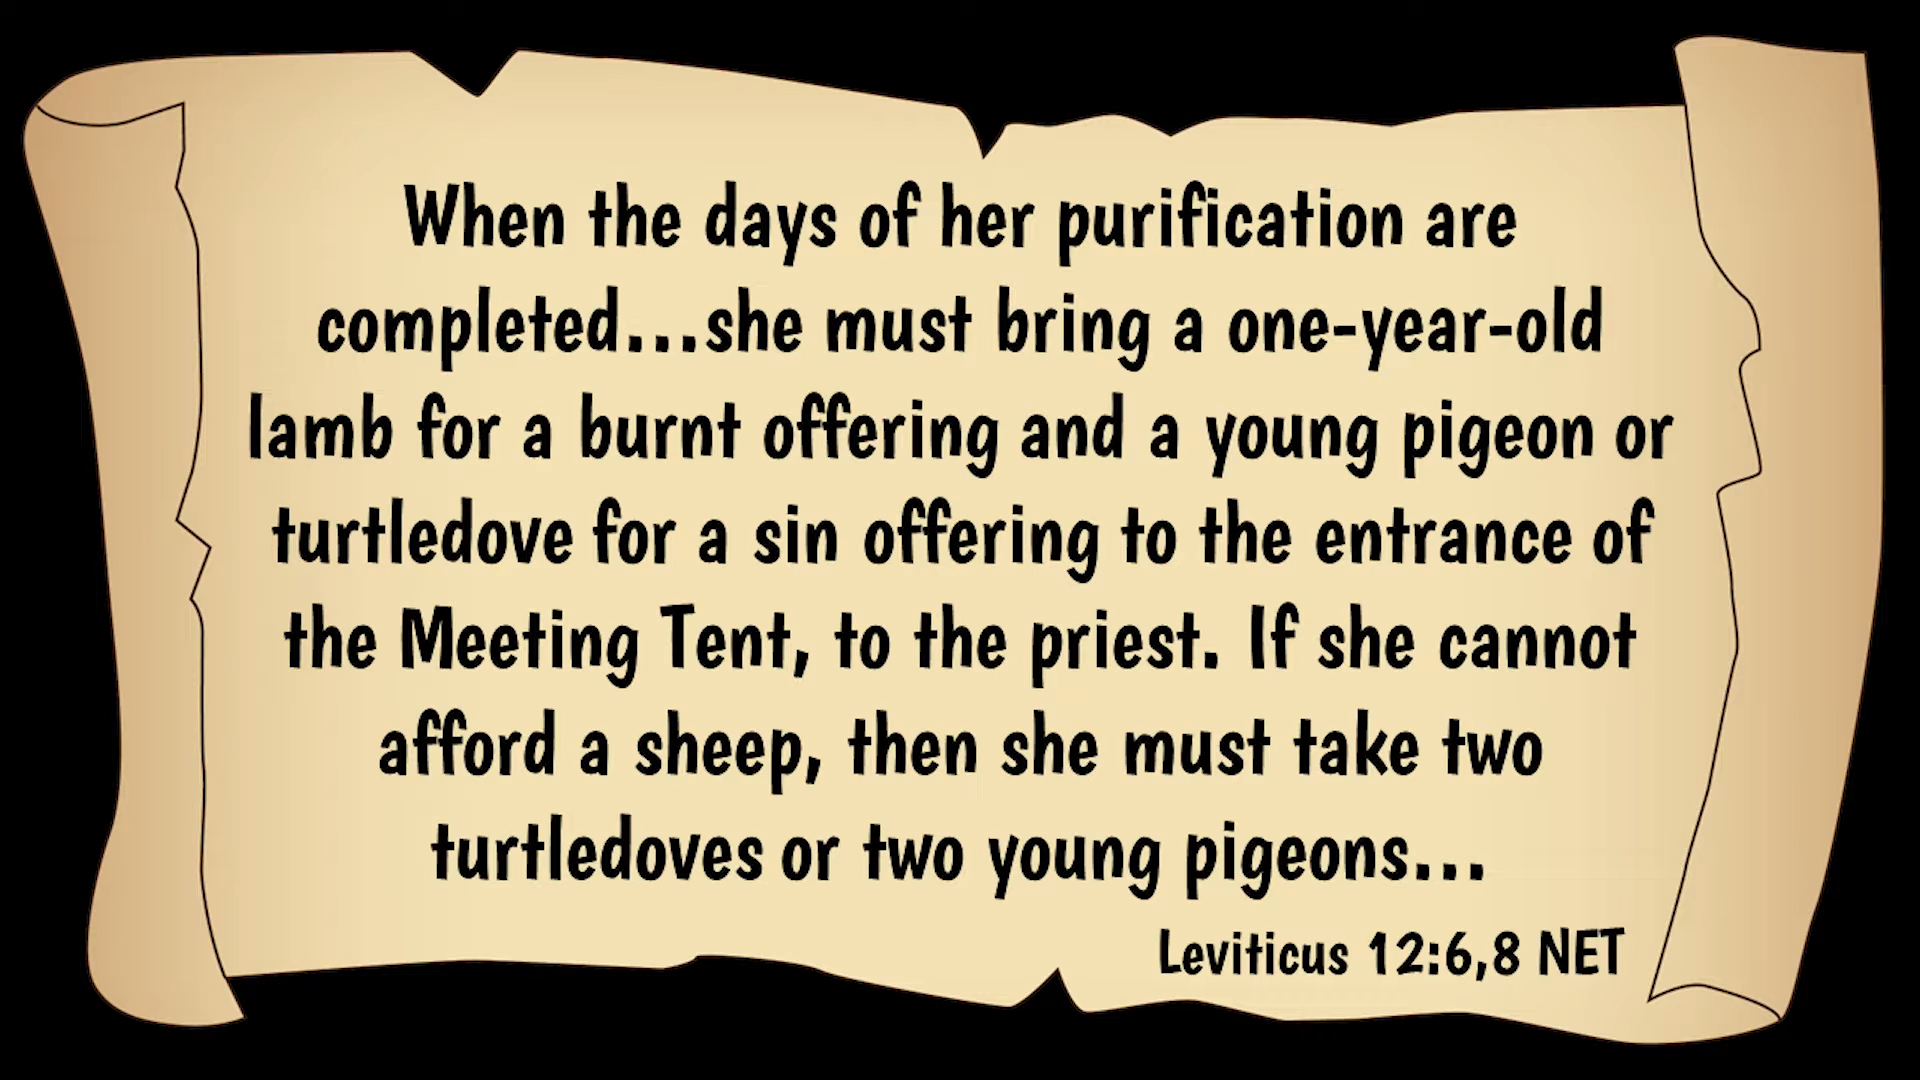 When the days of her purification are
completed...she must bring a one-year-old
lamb for a burnt offering and a young pigeon or
turtledove for a sin offering to the entrance of
the Meeting Tent, to the priest. If she cannot
afford a sheep, then she must take two
turtledoves or two young pigeons...
Leviticus 12:6,8 NET